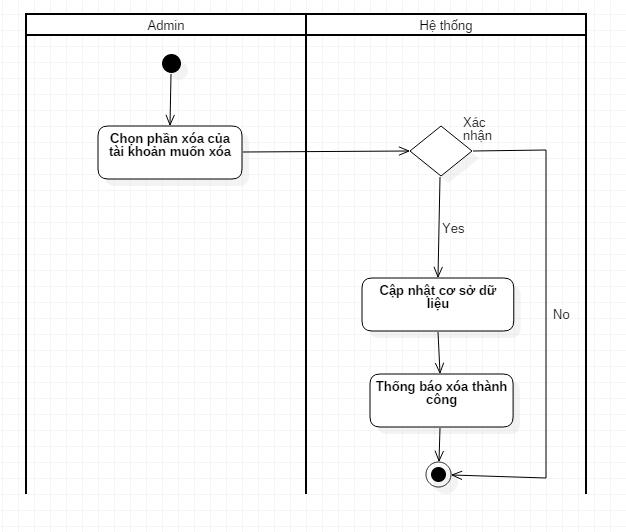 Admin
Hệ thống
Chọn phần xóa của
tài khoản muốn xóa
Xác
nhận
Yes
Cập nhật cơ sở dữ
liệu
No
Thống báo xóa thành
công